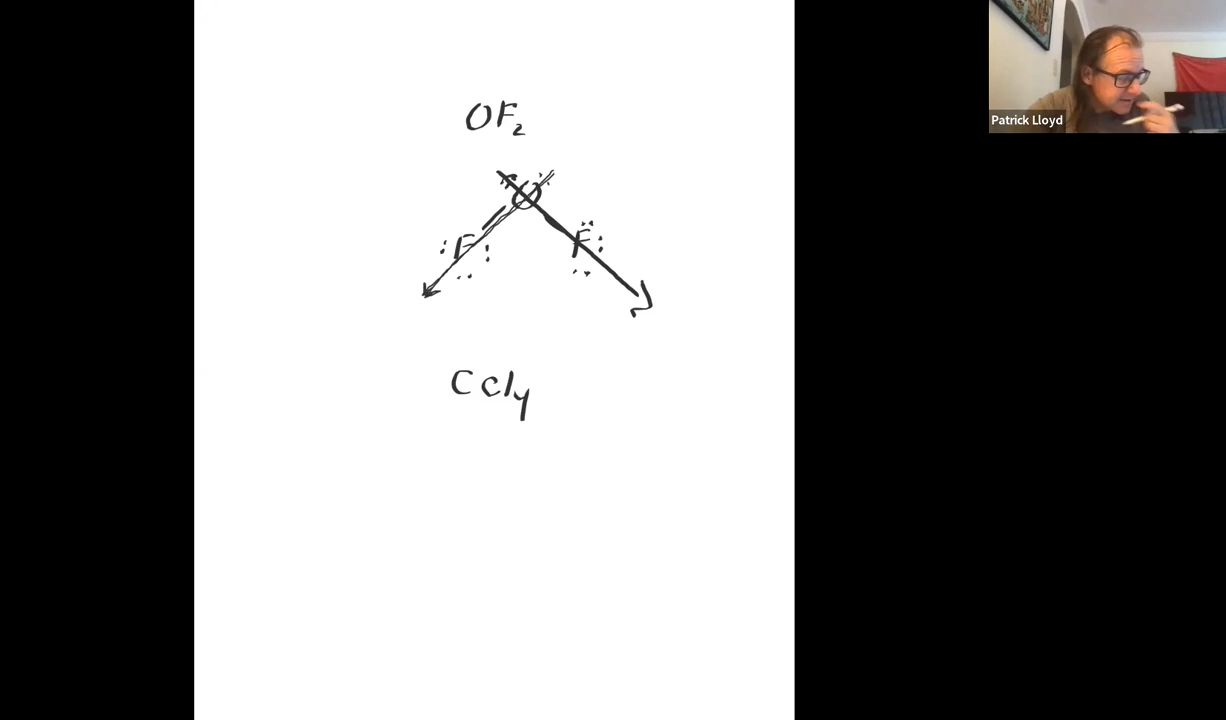 OF₂
O
:F: F:
CCl₄
Patrick Lloyd